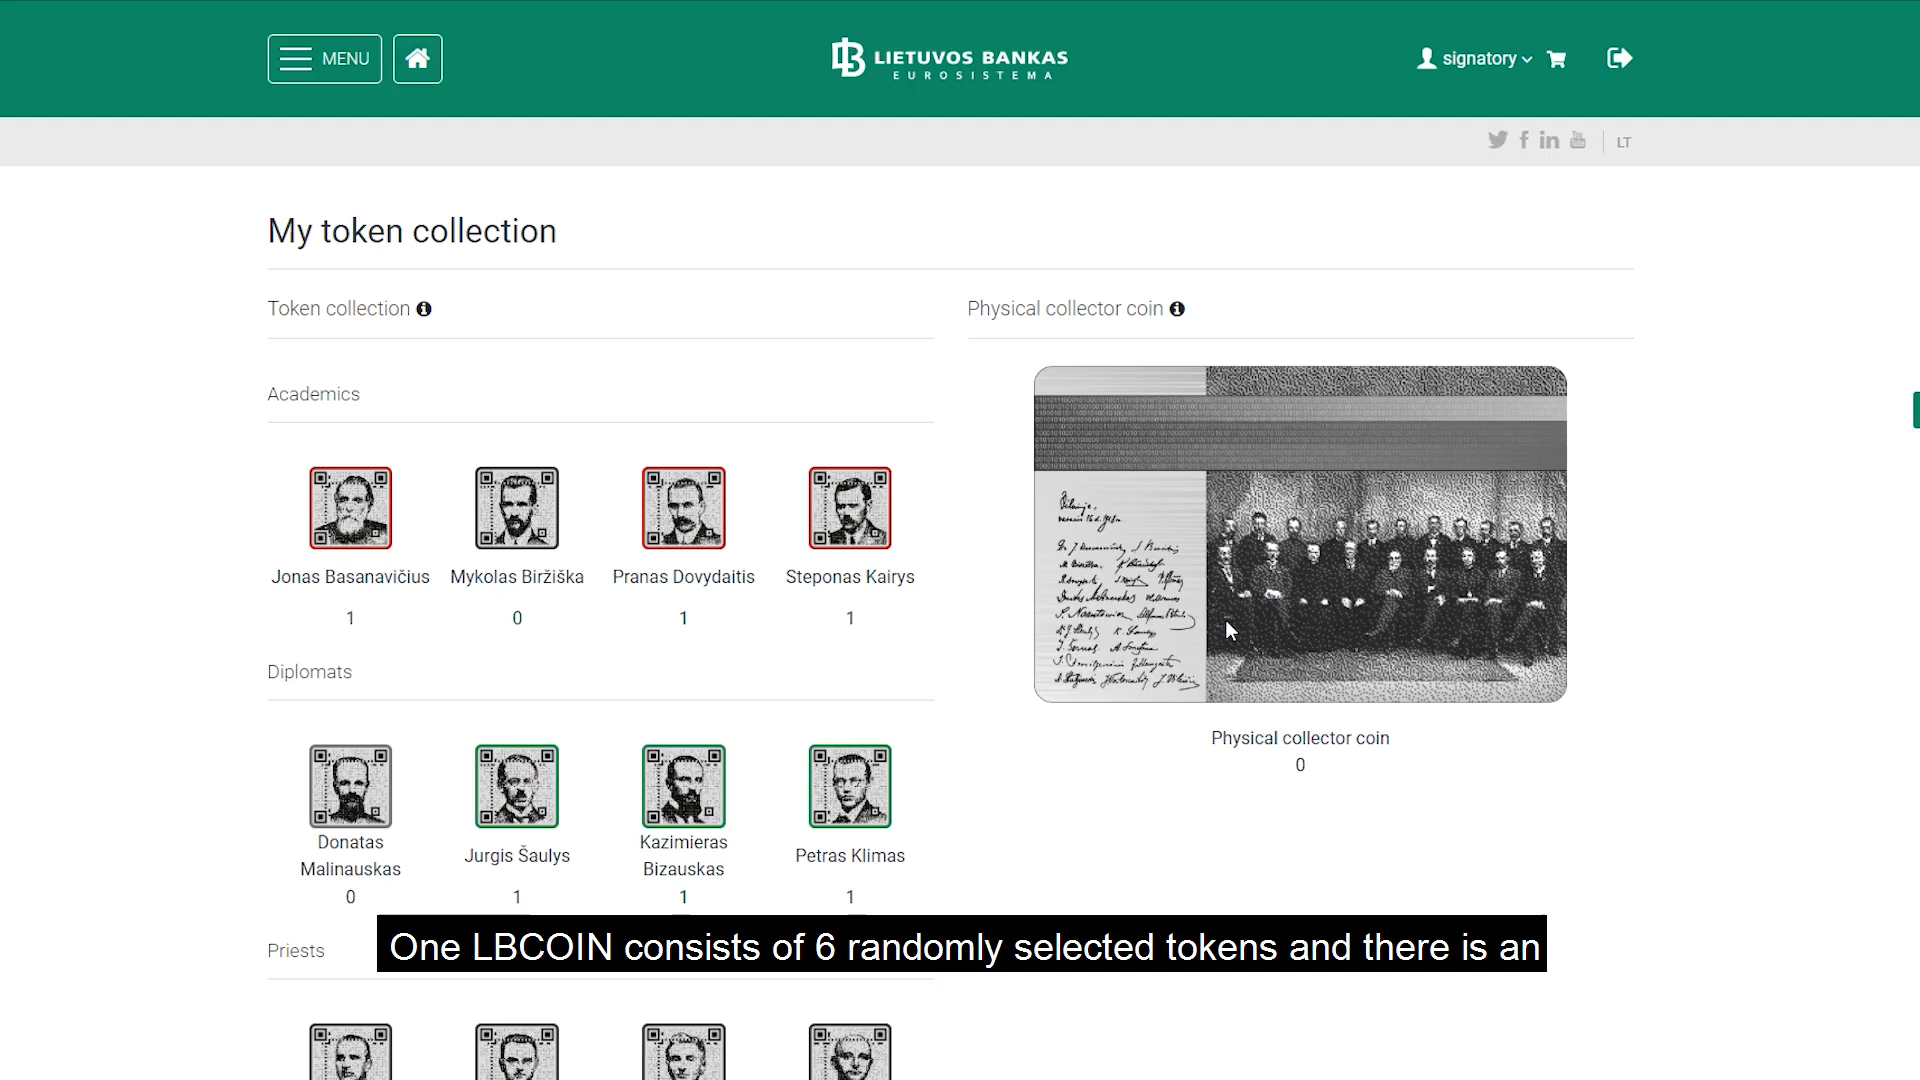 MENU
LIETUVOS BANKAS
EUROSISTEMA
signatory
LT
My token collection
Token collection
Physical collector coin
Academics
Jonas Basanavičius
Mykolas Biržiška
Pranas Dovydaitis
Steponas Kairys
1
0
1
1
Diplomats
Donatas
Malinauskas
Jurgis Šaulys
Kazimieras
Bizauskas
Petras Klimas
0
1
1
1
Physical collector coin
0
Priests
One LBCOIN consists of 6 randomly selected tokens and there is an